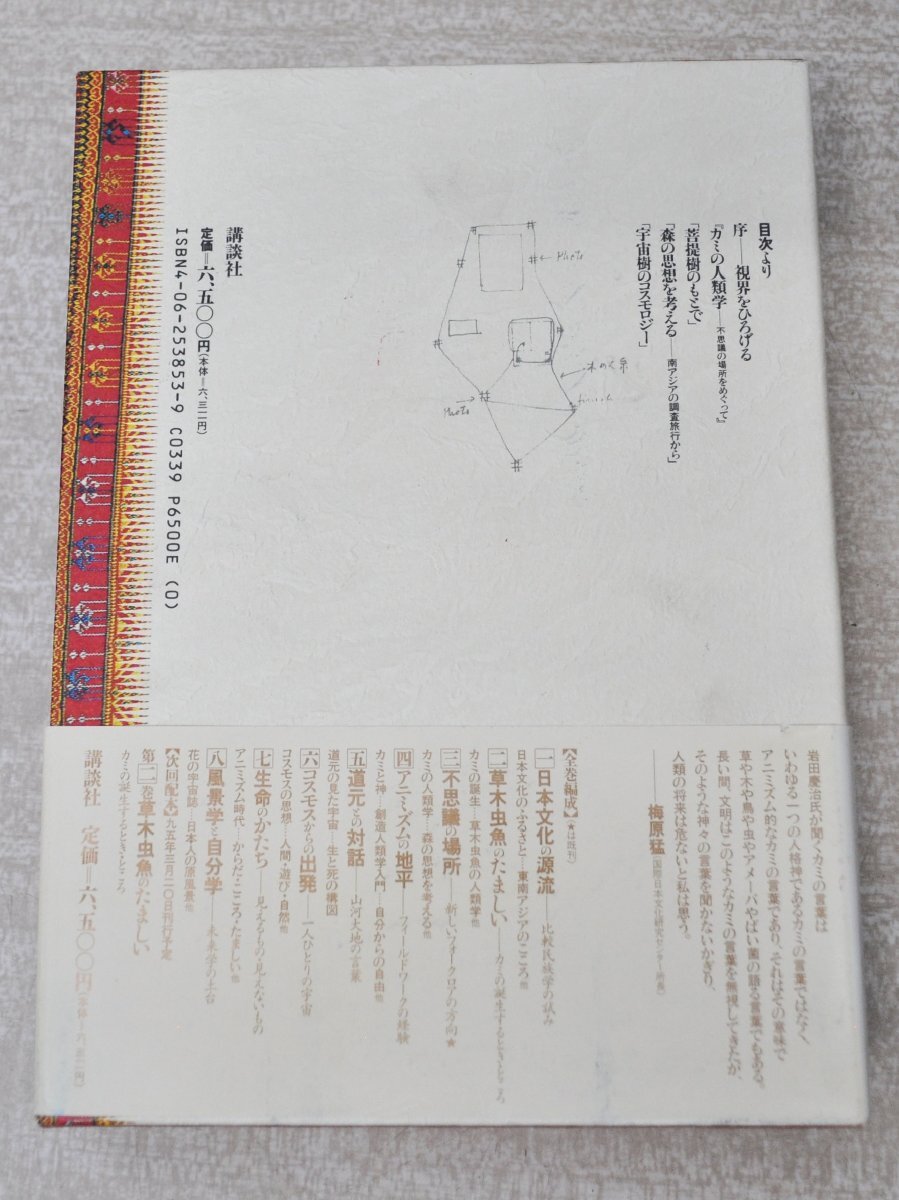 目次より
序――視界をひろげる
『カミの人類学――不思議の場所をめぐって』
「菩提樹のもとで」
「森の思想を考える――南アジアの調査旅行から」
「宇宙樹のコスモロジー」
Photo
木の父系
Photo
講談社
定価＝六、五〇〇円(本体＝六、三一一円)
ISBN4-06-253853-9 C0339 P6500E (0)
岩田慶治氏が聞くカミの言葉は
いわゆる一つの人格神であるカミの言葉ではなく、
アニミズム的なカミの言葉であり、それはその意味で
草や木や鳥や虫やアメーバやばい菌の語る言葉でもある。
長い間、文明はこのようなカミの言葉を無視してきたが、
そのような神々の言葉を聞かないかぎり、
人類の将来は危ないと私は思う。
――梅原猛(国際日本文化研究センター所長)
【全巻編成】★は既刊
一 日本文化の源流――比較民族学の試み
日本文化のふるさと…東南アジアのこころ 他
二 草木虫魚のたましい――カミの誕生するときところ
カミの誕生…草木虫魚の人類学 他
三 不思議の場所――新しいフォークロアの方向★
カミの人類学…森の思想を考える 他
四 アニミズムの地平――フィールドワークの経験
カミと神…創造人類学入門…自分からの自由 他
五 道元との対話――山河大地の言葉
道元の見た宇宙…生と死の構図
六 コスモスからの出発――一人ひとりの宇宙
コスモスの思想…人間・遊び・自然 他
七 生命のかたち――見えるもの見えないもの
アニミズム時代…からだ・こころ・たましい 他
八 風景学と自分学――未来学の土台
花の宇宙誌…日本人の原風景 他
【次回配本】九五年三月二〇日刊行予定
第二巻 草木虫魚のたましい
カミの誕生するときところ
講談社 定価＝六、五〇〇円(本体＝六、三一一円)